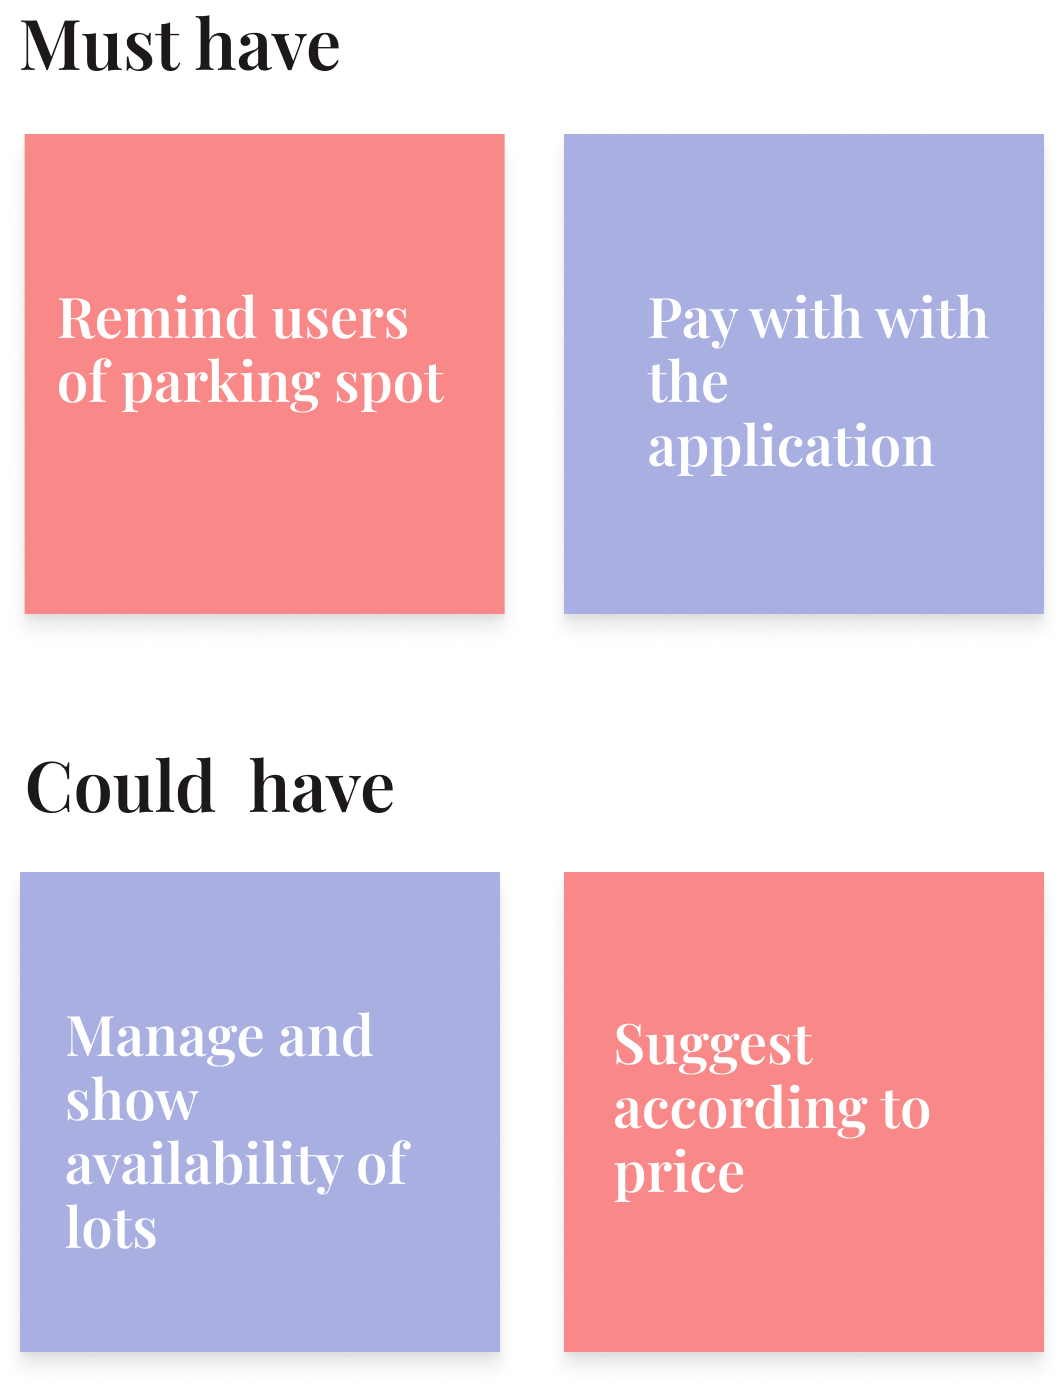 Must have
Remind users
of parking spot
Pay with with
the
application
Could have
Manage and
show
availability of
lots
Suggest
according to
price